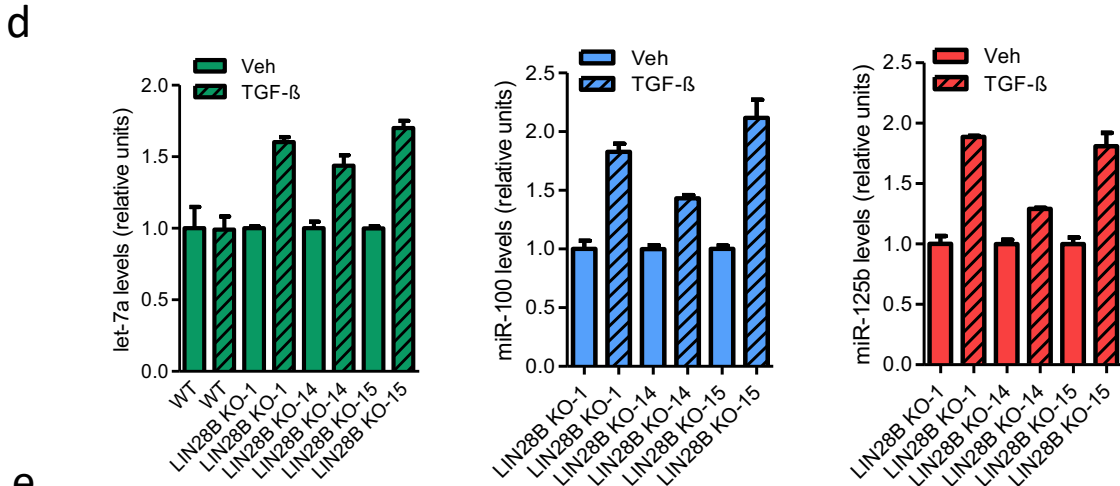 d
Veh
TGF-ß
let-7a levels (relative units)
2.0
1.5
1.0
0.5
0.0
WT
WT
LIN28B KO-1
LIN28B KO-1
LIN28B KO-14
LIN28B KO-14
LIN28B KO-15
LIN28B KO-15
Veh
TGF-ß
miR-100 levels (relative units)
2.5
2.0
1.5
1.0
0.5
0.0
LIN28B KO-1
LIN28B KO-1
LIN28B KO-14
LIN28B KO-14
LIN28B KO-15
LIN28B KO-15
Veh
TGF-ß
miR-125b levels (relative units)
2.5
2.0
1.5
1.0
0.5
0.0
LIN28B KO-1
LIN28B KO-1
LIN28B KO-14
LIN28B KO-14
LIN28B KO-15
LIN28B KO-15
e